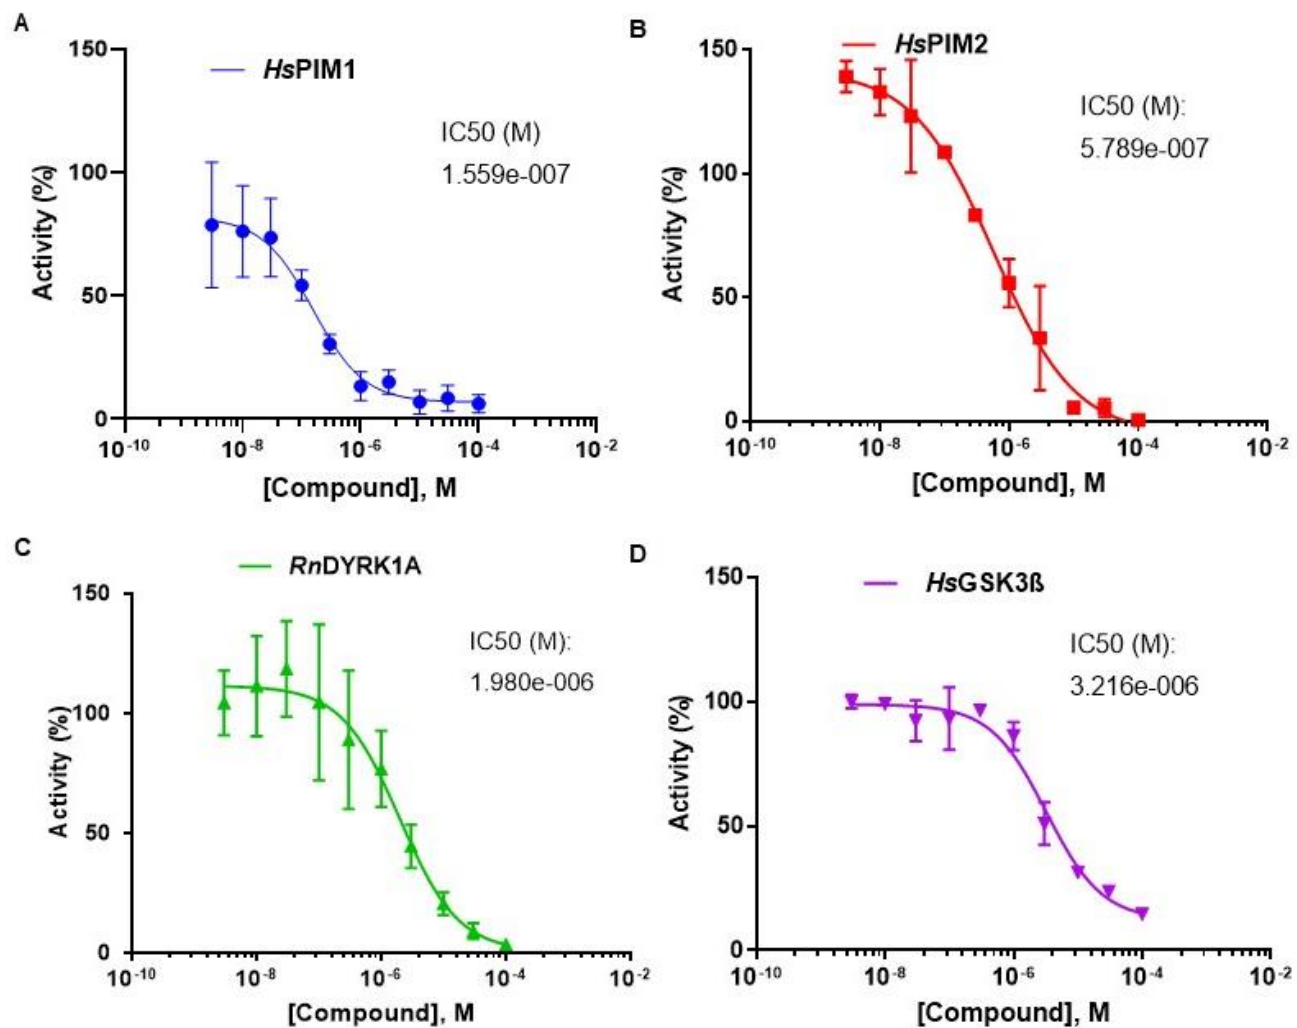 A
HsPIM1
IC50 (M)
1.559e-007
150
100
50
0
Activity (%)
10-10
10-8
10-6
10-4
10-2
[Compound], M
B
HsPIM2
IC50 (M):
5.789e-007
150
100
50
0
Activity (%)
10-10
10-8
10-6
10-4
10-2
[Compound], M
C
RnDYRK1A
IC50 (M):
1.980e-006
150
100
50
0
Activity (%)
10-10
10-8
10-6
10-4
10-2
[Compound], M
D
HsGSK3ß
IC50 (M):
3.216e-006
150
100
50
0
Activity (%)
10-10
10-8
10-6
10-4
10-2
[Compound], M